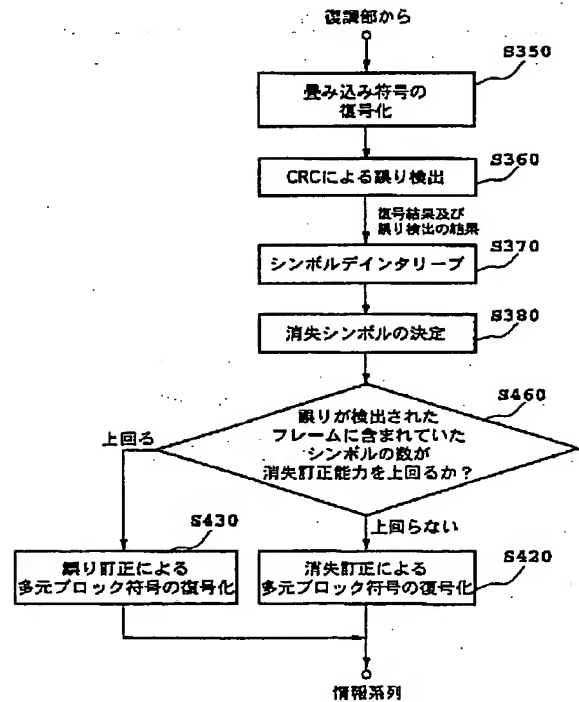 復調部から
S350
畳み込み符号の
復号化
S360
CRCによる誤り検出
復号結果及び
誤り検出の結果
S370
シンボルデインタリーブ
S380
消失シンボルの決定
S460
誤りが検出された
フレームに含まれていた
シンボルの数が
消失訂正能力を上回るか？
上回る
上回らない
S430
誤り訂正による
多元ブロック符号の復号化
S420
消失訂正による
多元ブロック符号の復号化
情報系列